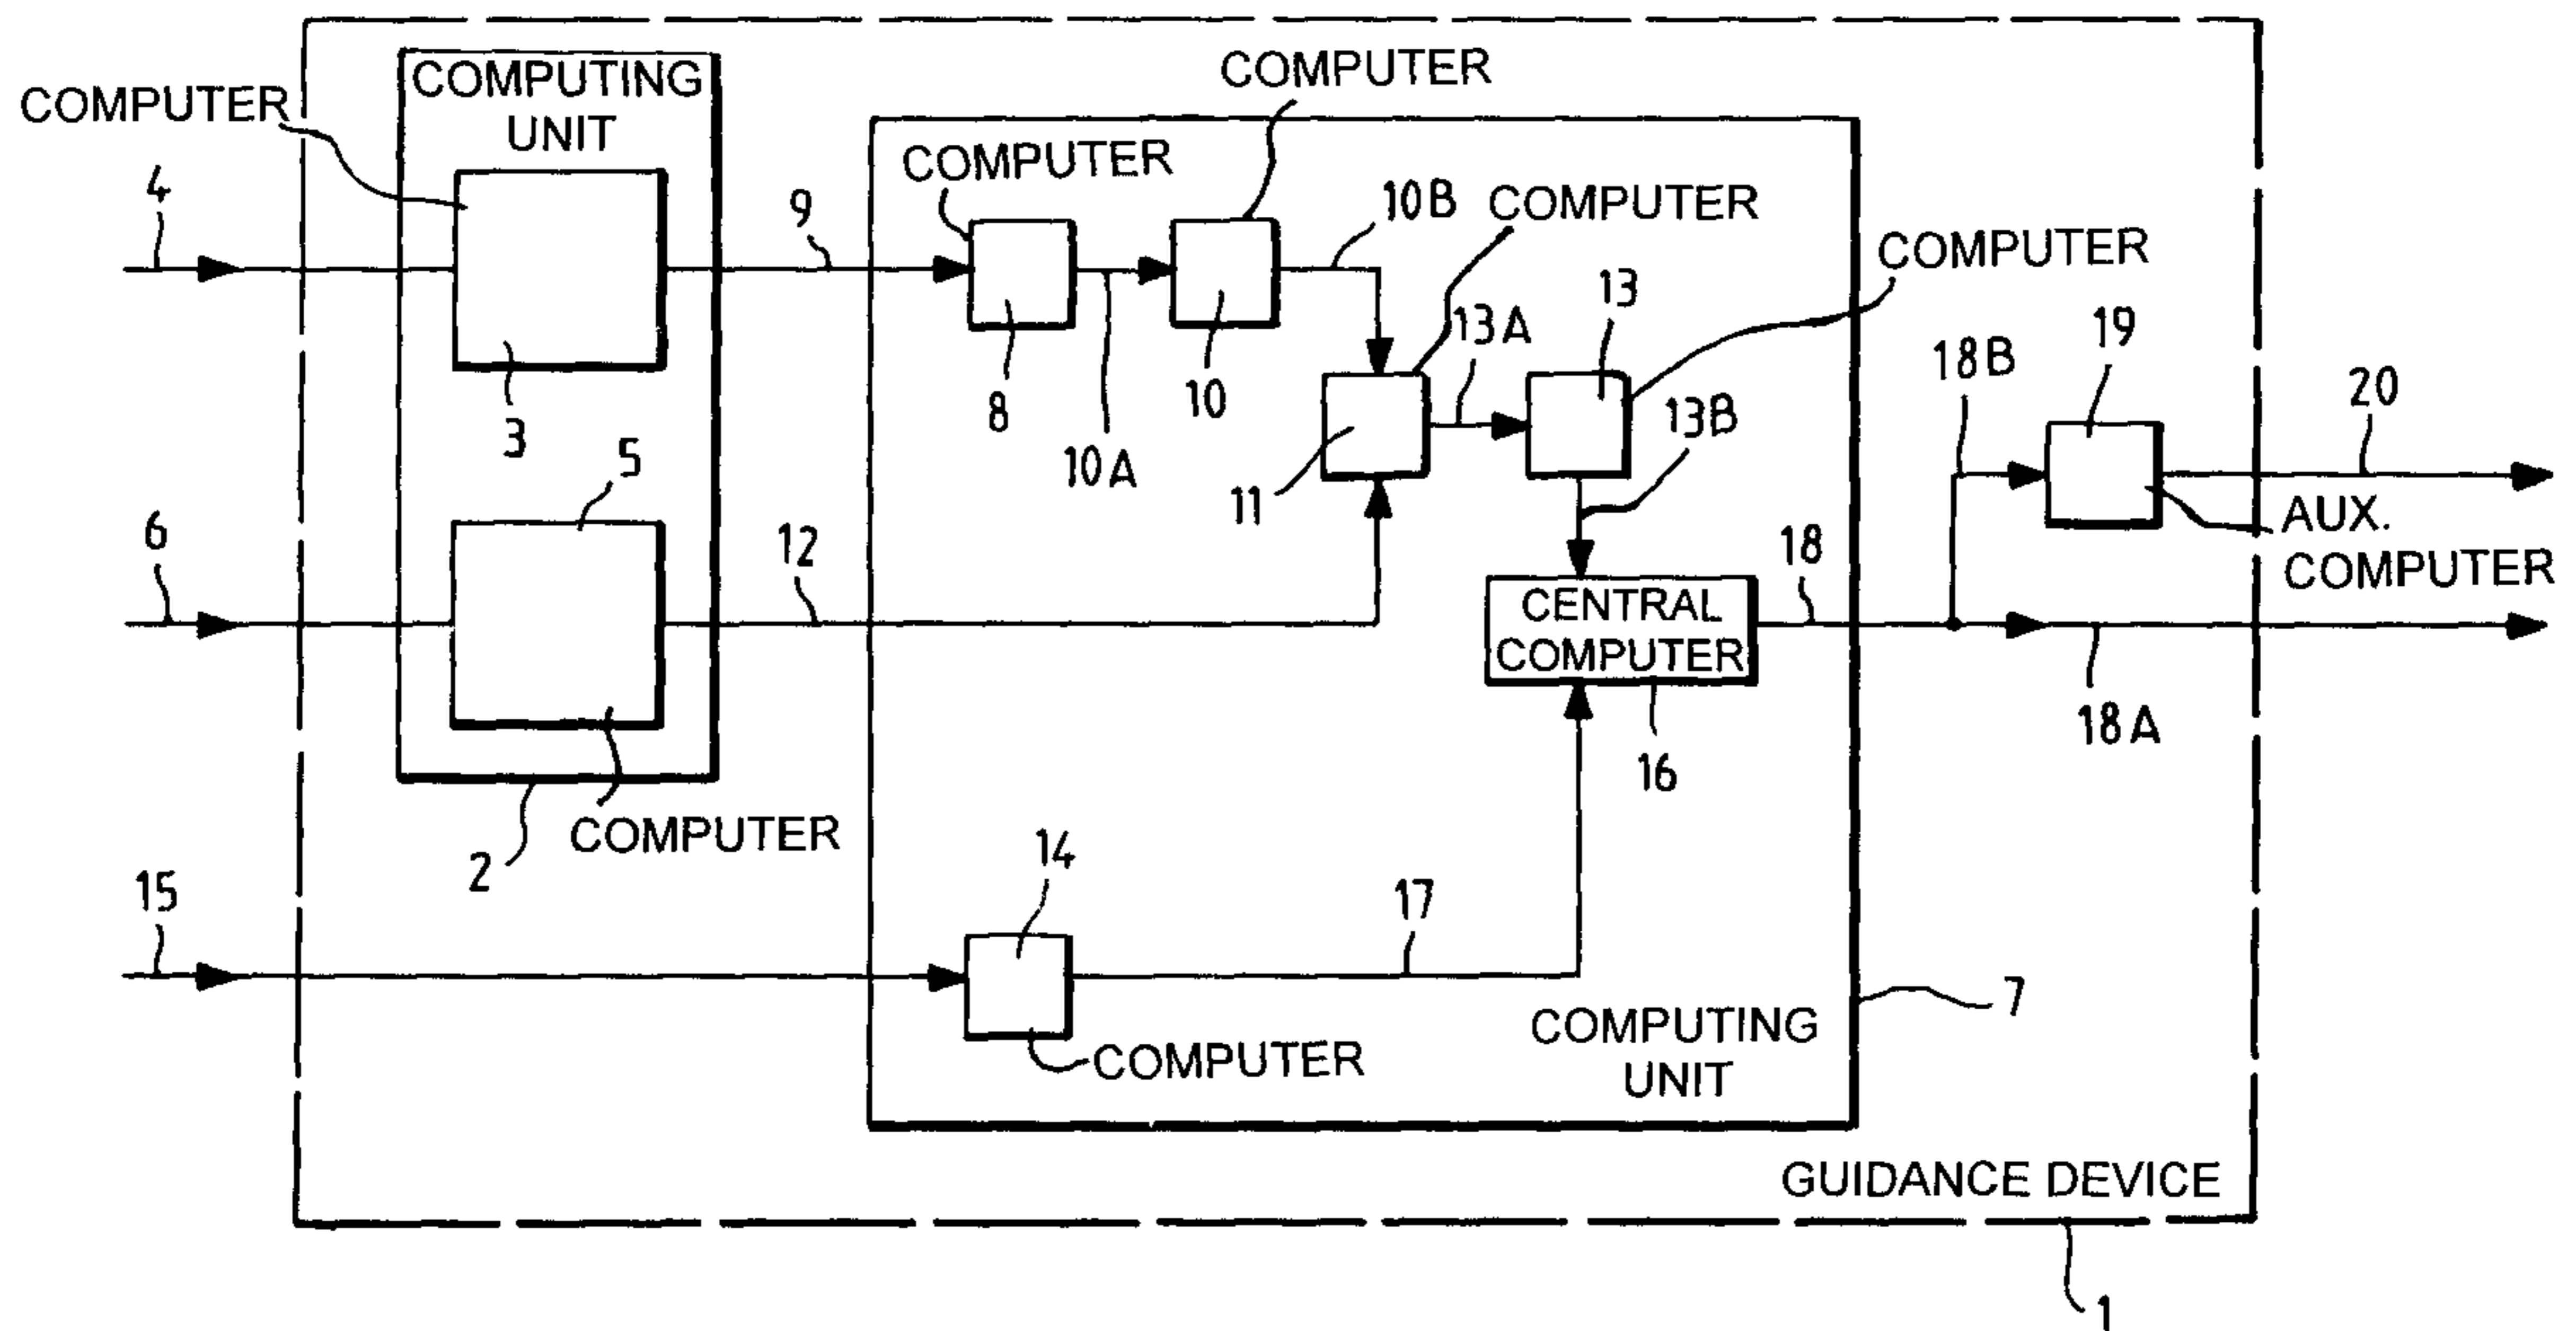 COMPUTER
COMPUTING
UNIT
COMPUTER
COMPUTER
COMPUTER
COMPUTER
4
9
10B
13
19
18B
20
13A
3
8
10
10A
11
13B
5
AUX.
COMPUTER
6
12
18
CENTRAL
COMPUTER
18A
16
COMPUTER
2
14
15
17
7
COMPUTING
UNIT
COMPUTER
GUIDANCE DEVICE
1